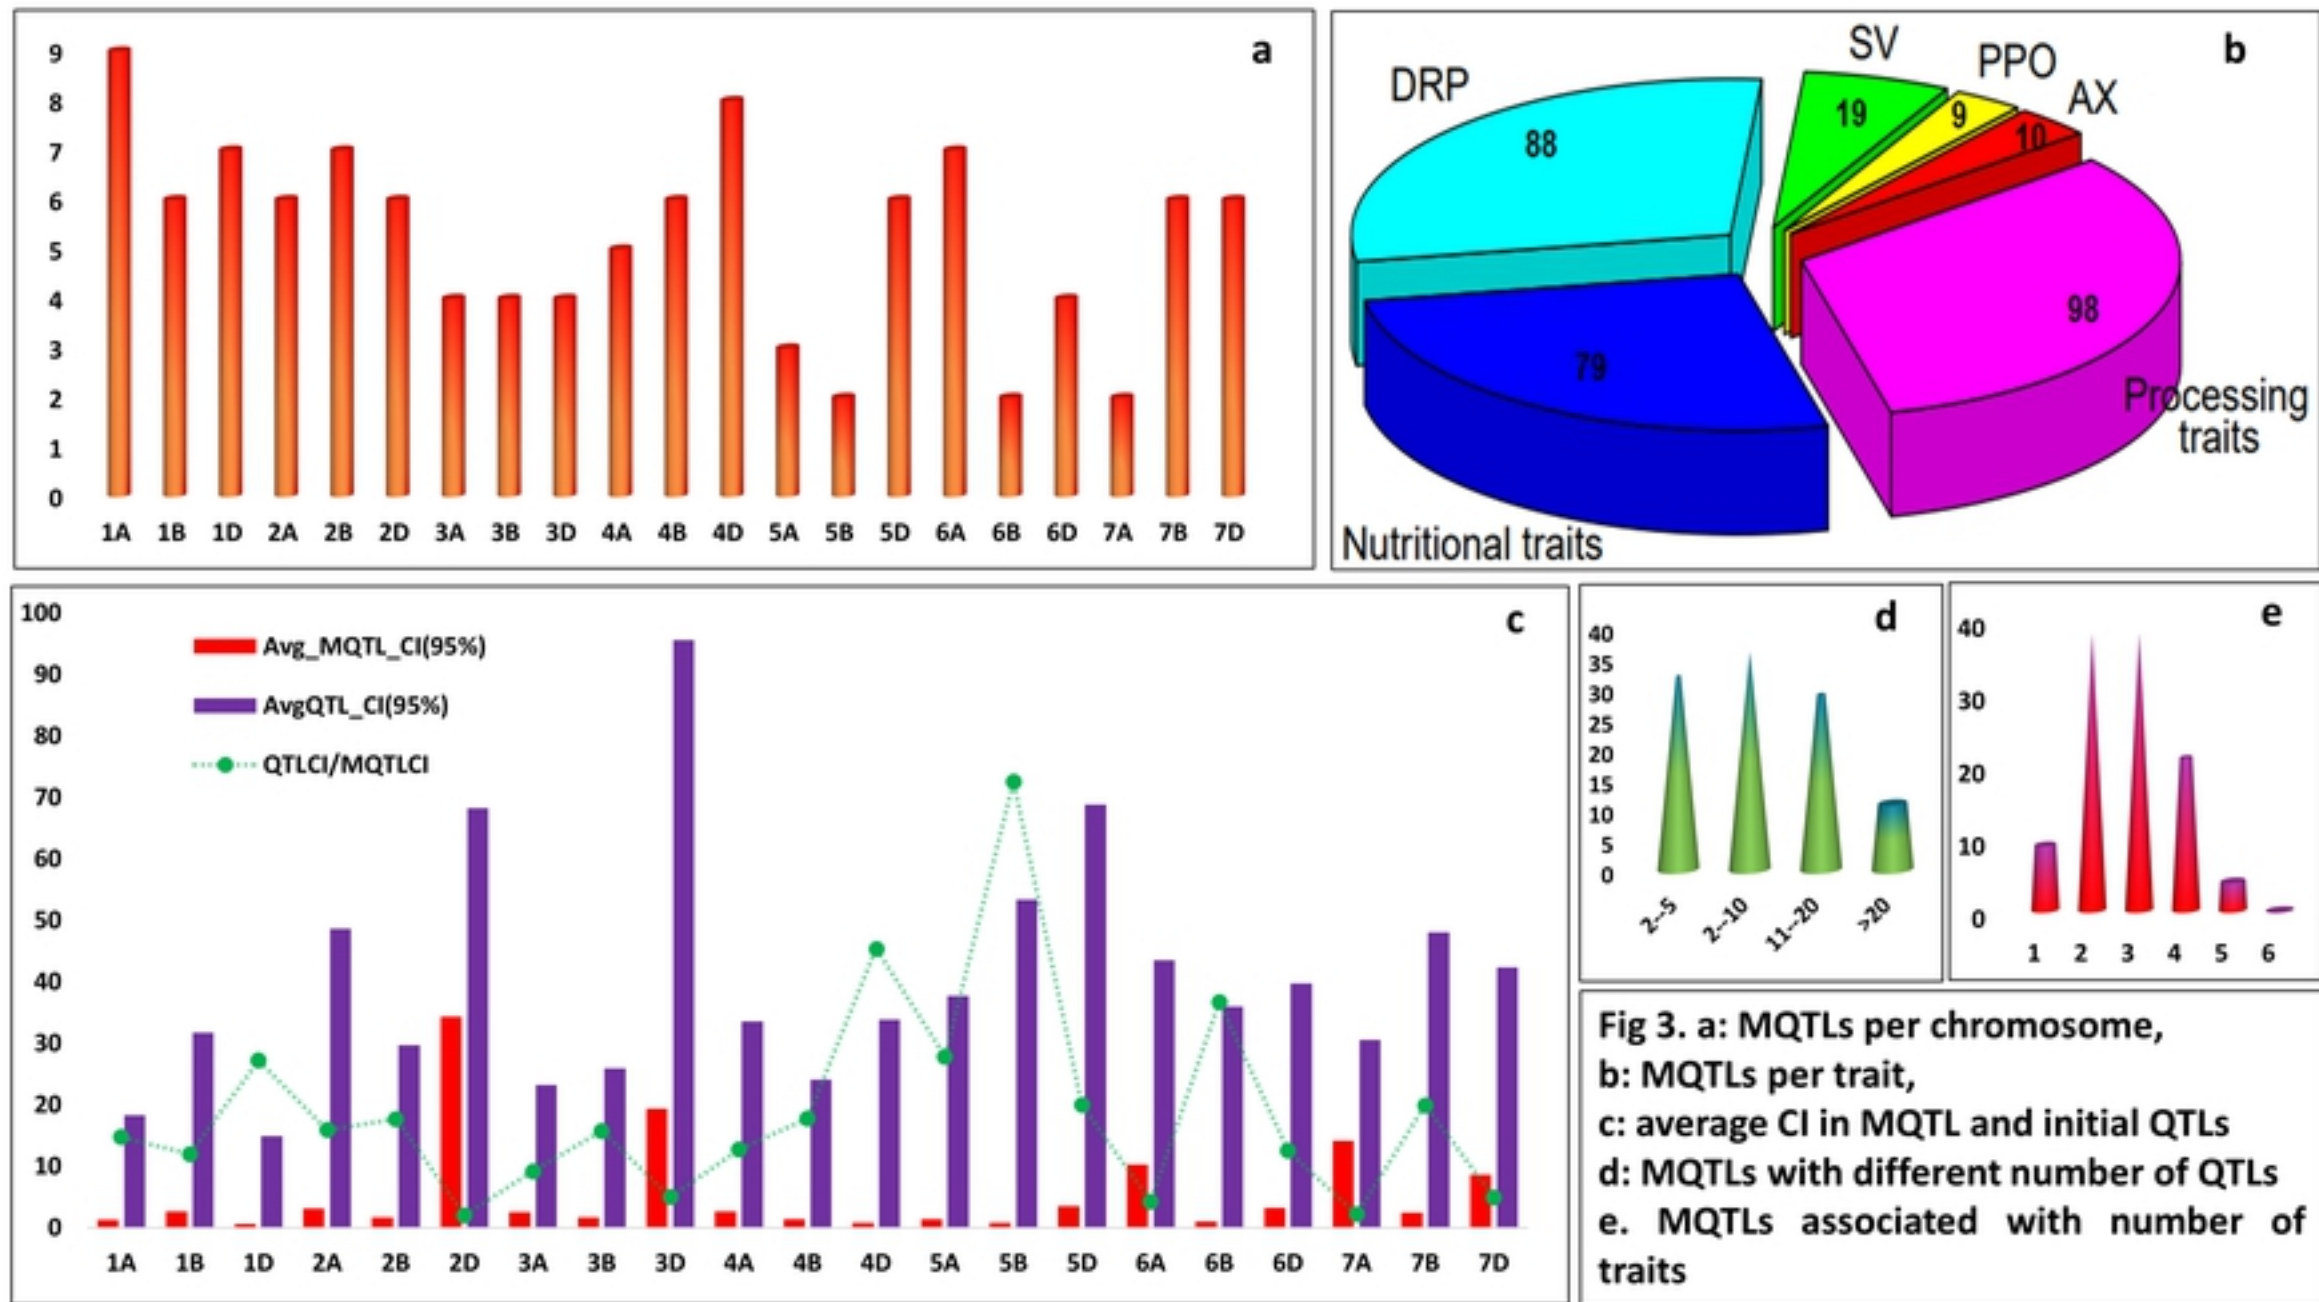 a
9
8
7
6
5
4
3
2
1
0
1A 1B 1D 2A 2B 2D 3A 3B 3D 4A 4B 4D 5A 5B 5D 6A 6B 6D 7A 7B 7D
b
DRP
SV
PPO
AX
88
19
9
10
98
79
Processing
traits
Nutritional traits
c
100
90
80
70
60
50
40
30
20
10
0
Avg_MQTL_CI(95%)
AvgQTL_CI(95%)
QTLCI/MQTLCI
1A 1B 1D 2A 2B 2D 3A 3B 3D 4A 4B 4D 5A 5B 5D 6A 6B 6D 7A 7B 7D
d
40
35
30
25
20
15
10
5
0
2--5 2--10 11--20 >20
e
40
30
20
10
0
1 2 3 4 5 6
Fig 3. a: MQTLs per chromosome,
b: MQTLs per trait,
c: average CI in MQTL and initial QTLs
d: MQTLs with different number of QTLs
e. MQTLs associated with number of
traits